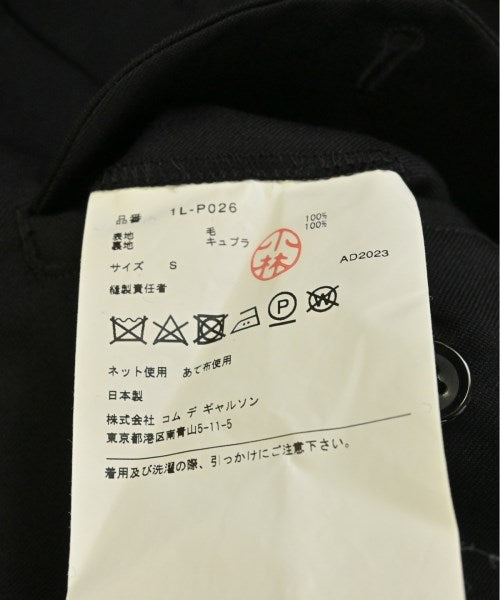 品番 1L-P026
表地 毛 100%
裏地 キュプラ 100%
小林
サイズ S AD2023
縫製責任者
P W
ネット使用 あて布使用
日本製
株式会社 コム デ ギャルソン
東京都港区南青山5-11-5
着用及び洗濯の際、引っかけにご注意下さい。